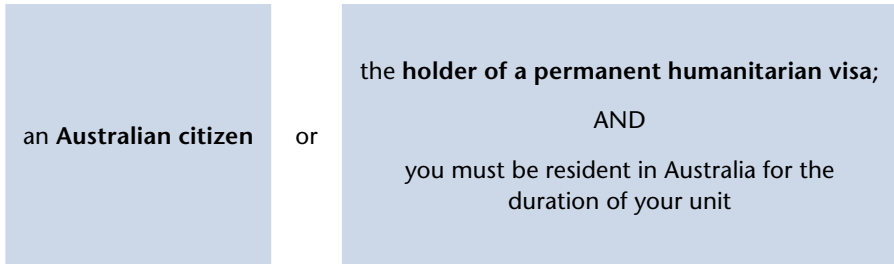 an Australian citizen
or
the holder of a permanent humanitarian visa;
AND
you must be resident in Australia for the
duration of your unit